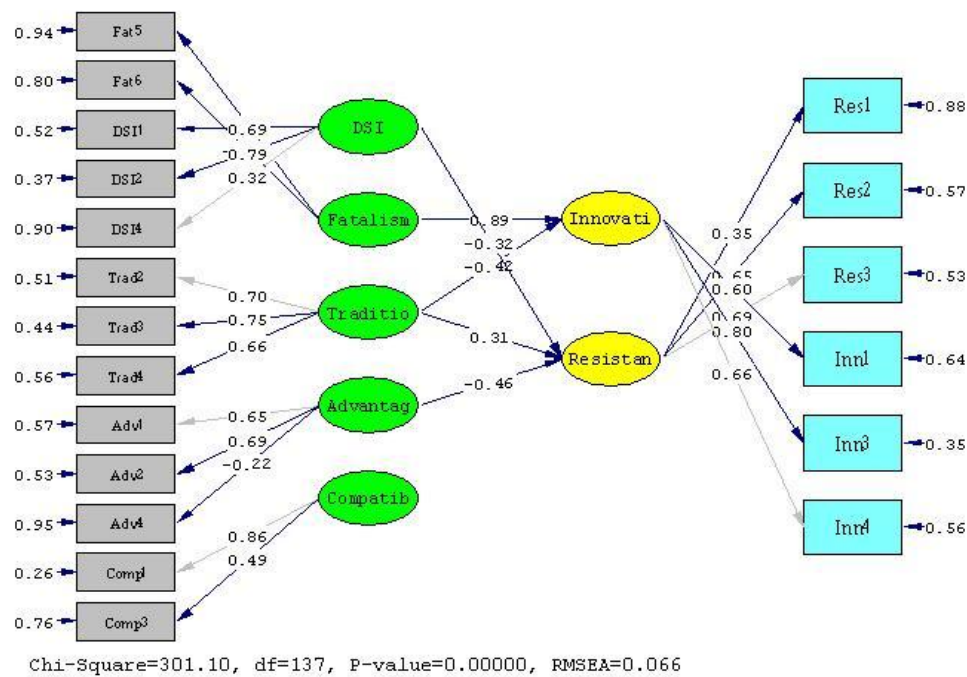 0.94 Fat5
0.80 Fat6
0.52 DSI1
0.37 DSI2
0.90 DSI4
0.51 Trad2
0.44 Trad3
0.56 Trad4
0.57 Adv1
0.53 Adv2
0.95 Adv4
0.26 Comp1
0.76 Comp3
0.69
0.79
0.32
0.70
0.75
0.66
0.65
0.69
-0.22
0.86
0.49
DSI
Fatalism
Traditio
Advantag
Compatib
0.89
-0.32
-0.42
0.31
-0.46
Innovati
Resistan
0.35
0.65
0.60
0.69
0.80
0.66
Res1 0.88
Res2 0.57
Res3 0.53
Inn1 0.64
Inn3 0.35
Inn4 0.56
Chi-Square=301.10, df=137, P-value=0.00000, RMSEA=0.066